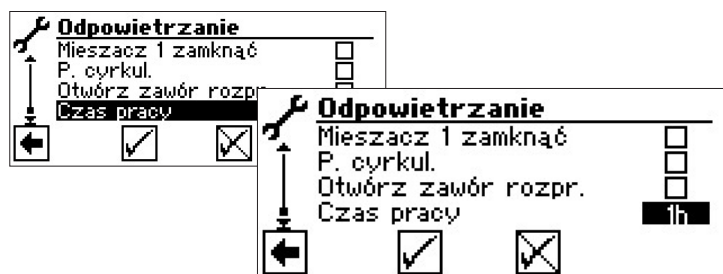 Odpowietrzanie
Mieszacz 1 zamknąć
P. cyrkul.
Otwórz zawór rozpr.
Czas pracy
Odpowietrzanie
Mieszacz 1 zamknąć
P. cyrkul.
Otwórz zawór rozpr.
Czas pracy 1h